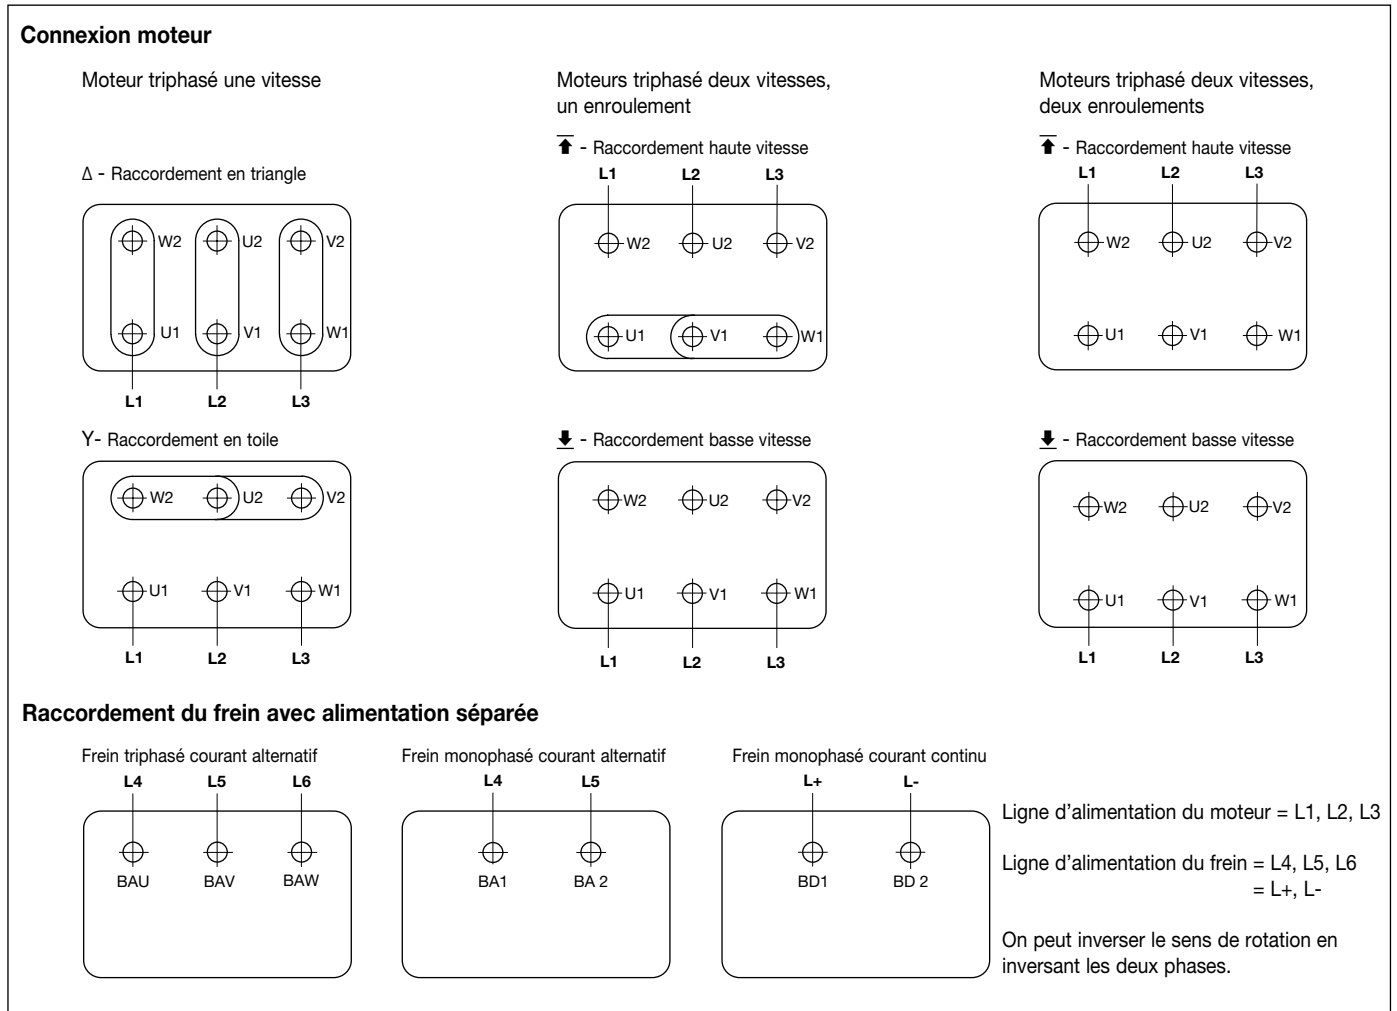 Connexion moteur
Moteur triphasé une vitesse
Δ - Raccordement en triangle
W2 U2 V2
U1 V1 W1
L1 L2 L3
Y- Raccordement en toile
W2 U2 V2
U1 V1 W1
L1 L2 L3
Moteurs triphasé deux vitesses,
un enroulement
- Raccordement haute vitesse
L1 L2 L3
W2 U2 V2
U1 V1 W1
- Raccordement basse vitesse
W2 U2 V2
U1 V1 W1
L1 L2 L3
Moteurs triphasé deux vitesses,
deux enroulements
- Raccordement haute vitesse
L1 L2 L3
W2 U2 V2
U1 V1 W1
- Raccordement basse vitesse
W2 U2 V2
U1 V1 W1
L1 L2 L3
Raccordement du frein avec alimentation séparée
Frein triphasé courant alternatif
L4 L5 L6
BAU BAV BAW
Frein monophasé courant alternatif
L4 L5
BA1 BA 2
Frein monophasé courant continu
L+ L-
BD1 BD 2
Ligne d’alimentation du moteur = L1, L2, L3
Ligne d’alimentation du frein = L4, L5, L6
= L+, L-
On peut inverser le sens de rotation en
inversant les deux phases.